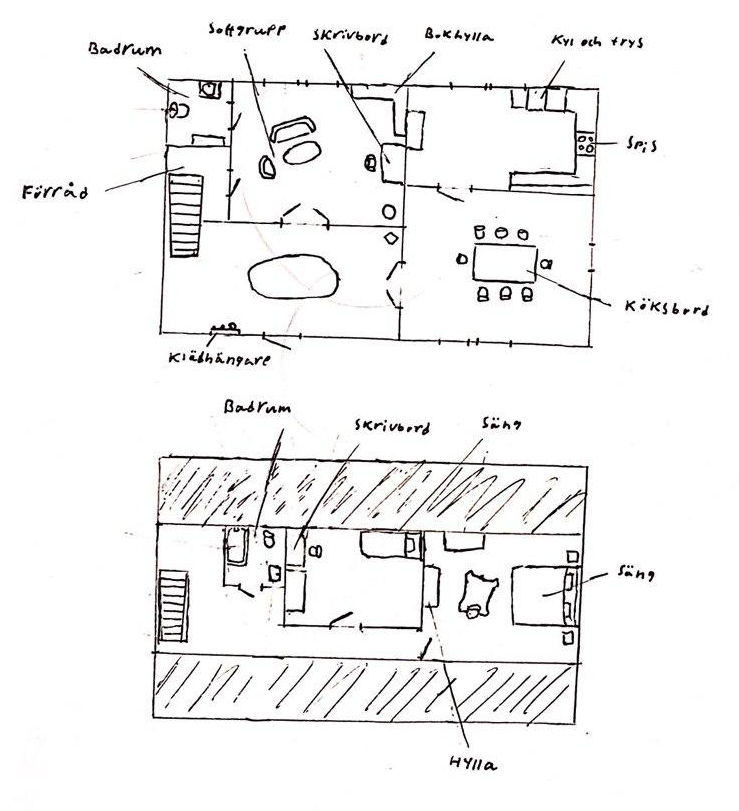 Badrum
Soffgrupp
Skrivbord
Bokhylla
Kyl och frys
Spis
Förråd
Köksbord
Klädhängare
Badrum
Skrivbord
Säng
Säng
Hylla